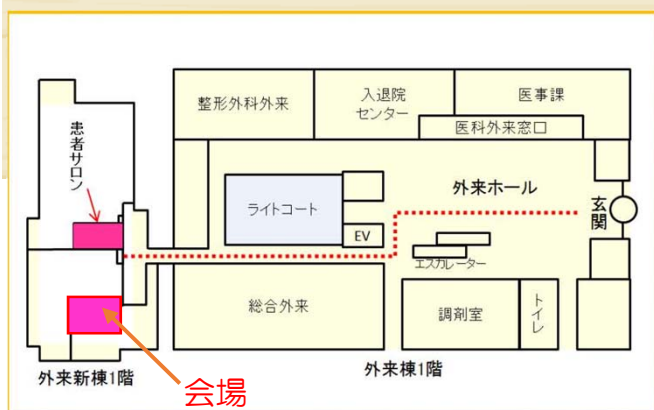 整形外科外来
入退院
センター
医事課
医科外来窓口
患者サロン
ライトコート
外来ホール
玄関
EV
エスカレーター
総合外来
調剤室
トイレ
外来新棟1階
外来棟1階
会場